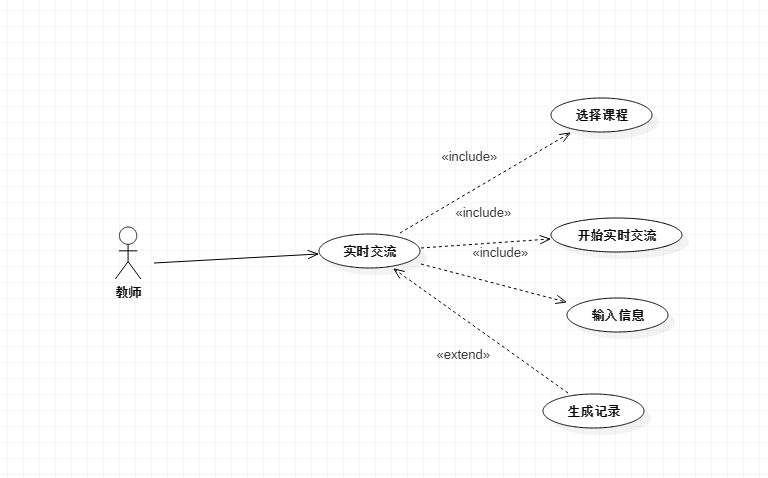 选择课程
«include»
«include»
开始实时交流
实时交流
«include»
教师
输入信息
«extend»
生成记录